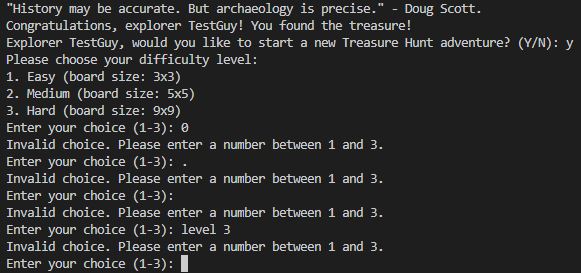 "History may be accurate. But archaeology is precise." - Doug Scott.
Congratulations, explorer TestGuy! You found the treasure!
Explorer TestGuy, would you like to start a new Treasure Hunt adventure? (Y/N): y
Please choose your difficulty level:
1. Easy (board size: 3x3)
2. Medium (board size: 5x5)
3. Hard (board size: 9x9)
Enter your choice (1-3): 0
Invalid choice. Please enter a number between 1 and 3.
Enter your choice (1-3): .
Invalid choice. Please enter a number between 1 and 3.
Enter your choice (1-3):
Invalid choice. Please enter a number between 1 and 3.
Enter your choice (1-3): level 3
Invalid choice. Please enter a number between 1 and 3.
Enter your choice (1-3):